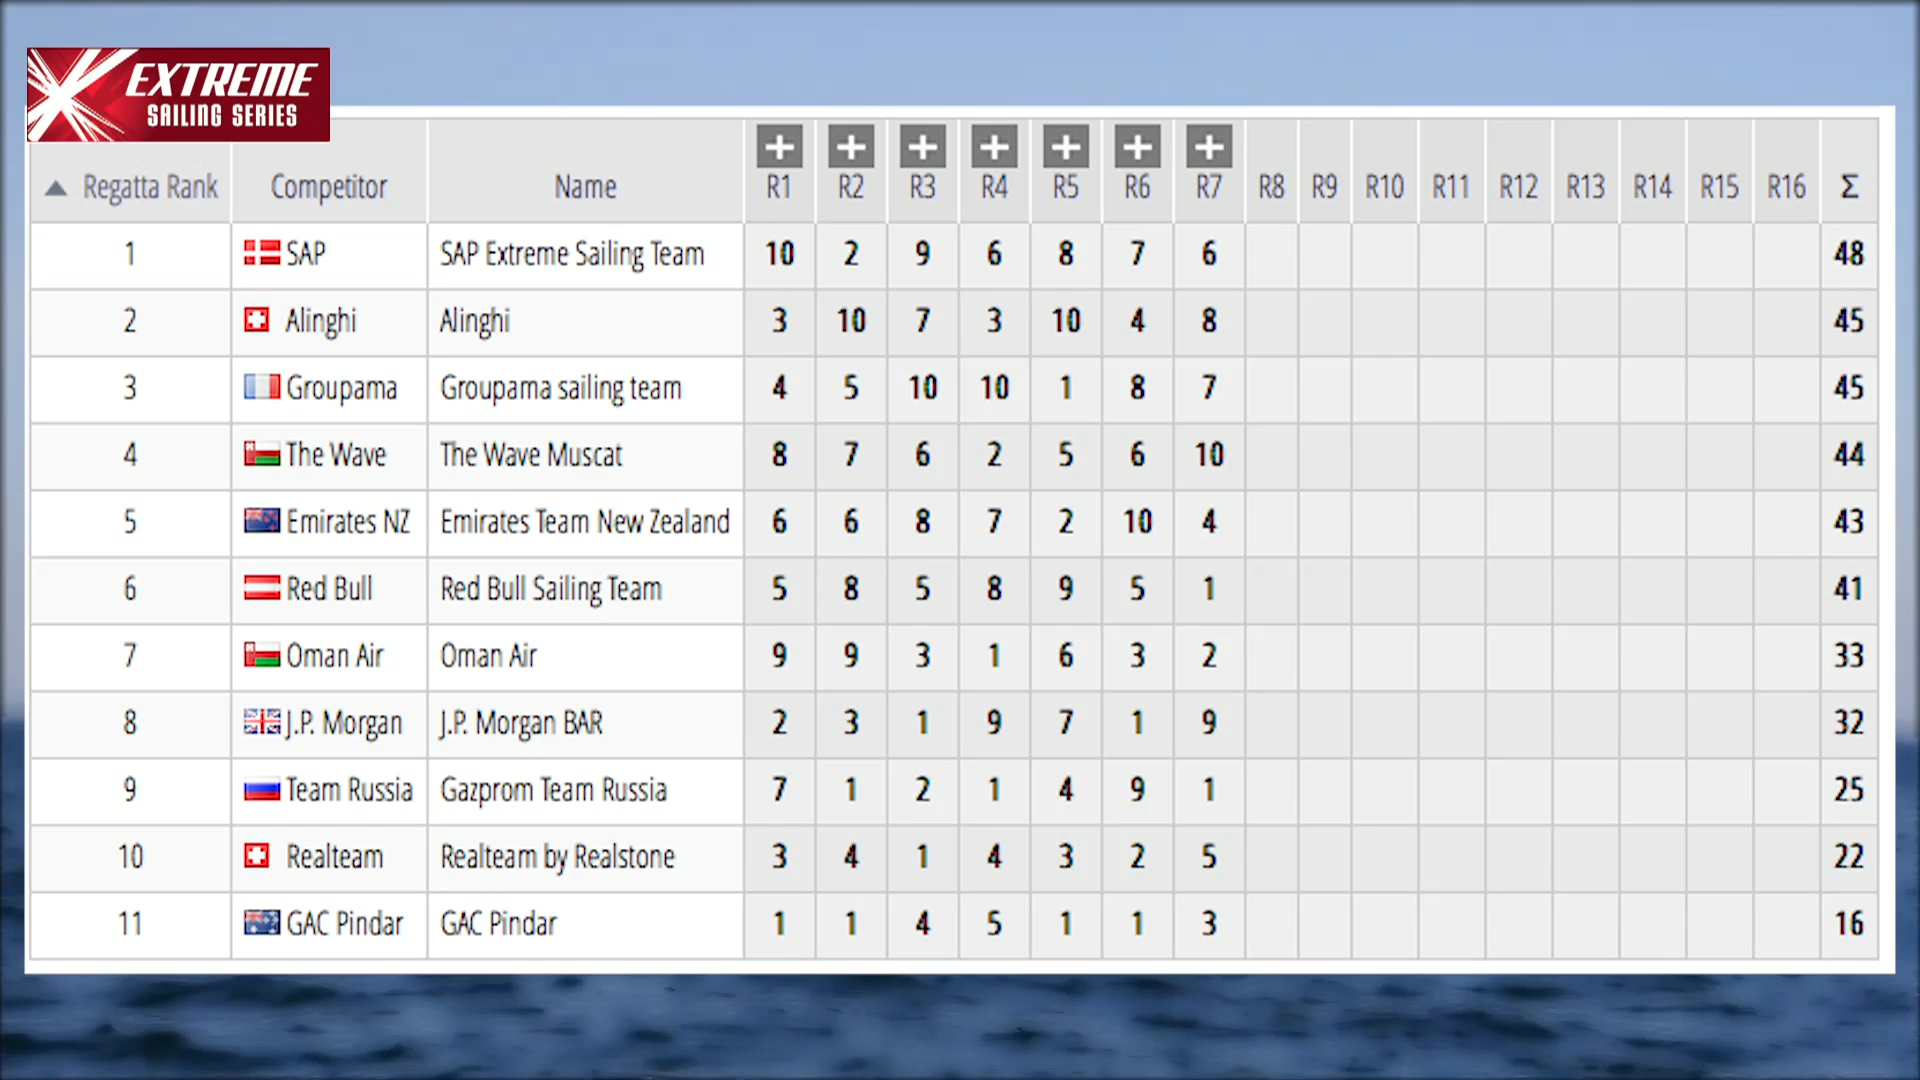 EXTREME
SAILING SERIES
Regatta Rank Competitor Name R1 R2 R3 R4 R5 R6 R7 R8 R9 R10 R11 R12 R13 R14 R15 R16 Σ
1 SAP SAP Extreme Sailing Team 10 2 9 6 8 7 6 48
2 Alinghi Alinghi 3 10 7 3 10 4 8 45
3 Groupama Groupama sailing team 4 5 10 10 1 8 7 45
4 The Wave The Wave Muscat 8 7 6 2 5 6 10 44
5 Emirates NZ Emirates Team New Zealand 6 6 8 7 2 10 4 43
6 Red Bull Red Bull Sailing Team 5 8 5 8 9 5 1 41
7 Oman Air Oman Air 9 9 3 1 6 3 2 33
8 J.P. Morgan J.P. Morgan BAR 2 3 1 9 7 1 9 32
9 Team Russia Gazprom Team Russia 7 1 2 1 4 9 1 25
10 Realteam Realteam by Realstone 3 4 1 4 3 2 5 22
11 GAC Pindar GAC Pindar 1 1 4 5 1 1 3 16